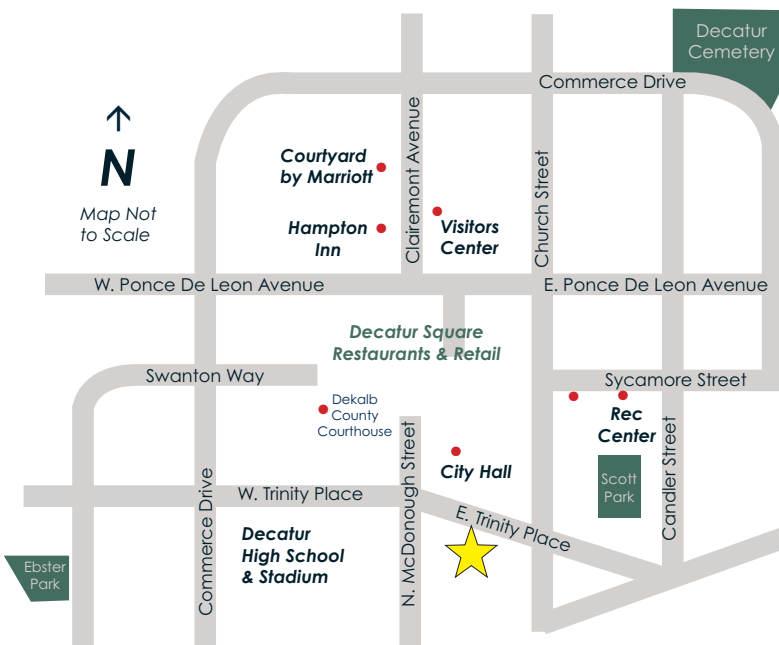 Decatur
Cemetery
Commerce Drive
N
Map Not
to Scale
Courtyard
by Marriott
Clairemont Avenue
Church Street
Hampton
Inn
Visitors
Center
W. Ponce De Leon Avenue
E. Ponce De Leon Avenue
Decatur Square
Restaurants & Retail
Swanton Way
Sycamore Street
Dekalb
County
Courthouse
Rec
Center
N. McDonough Street
City Hall
Candler Street
Scott
Park
Commerce Drive
W. Trinity Place
E. Trinity Place
Decatur
High School
& Stadium
Ebster
Park